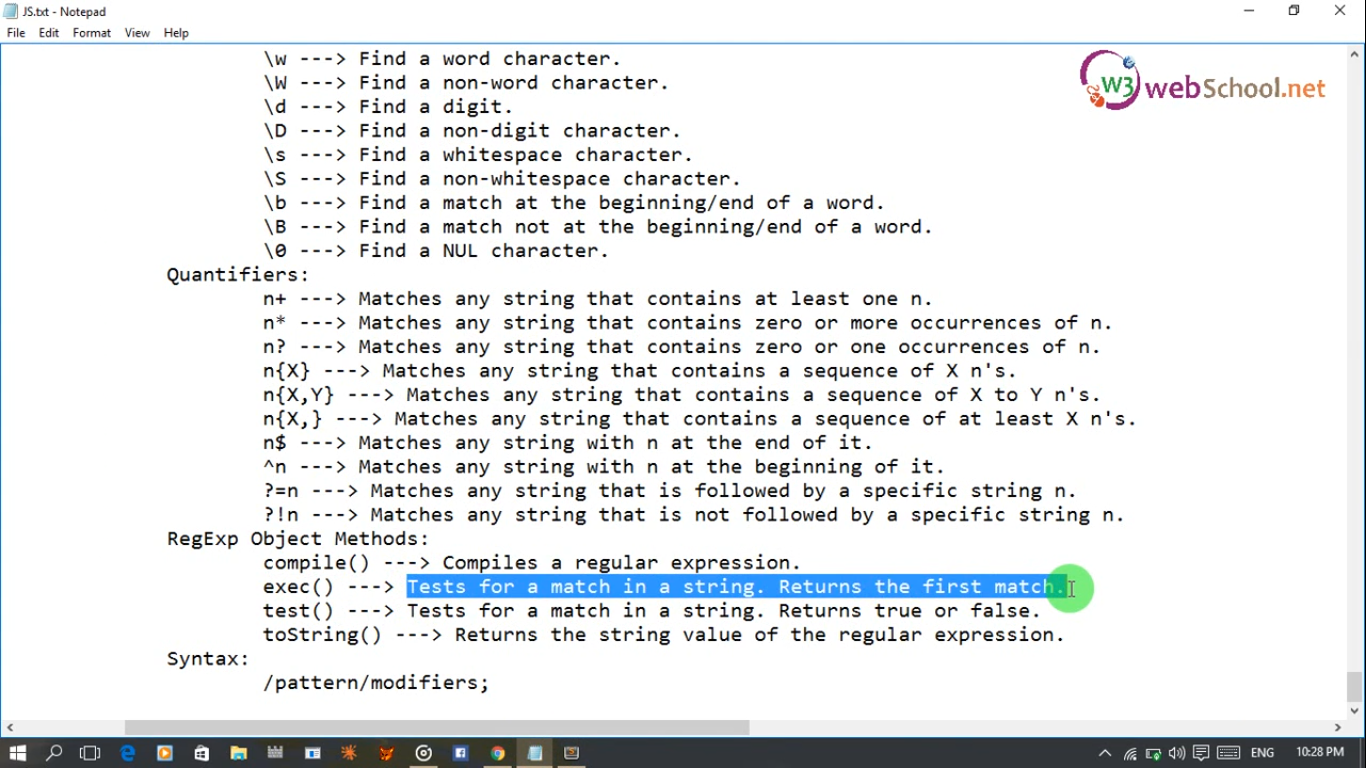 JS.txt - Notepad
File Edit Format View Help
\w ---> Find a word character.
\W ---> Find a non-word character.
\d ---> Find a digit.
\D ---> Find a non-digit character.
\s ---> Find a whitespace character.
\S ---> Find a non-whitespace character.
\b ---> Find a match at the beginning/end of a word.
\B ---> Find a match not at the beginning/end of a word.
\0 ---> Find a NUL character.
Quantifiers:
n+ ---> Matches any string that contains at least one n.
n* ---> Matches any string that contains zero or more occurrences of n.
n? ---> Matches any string that contains zero or one occurrences of n.
n{X} ---> Matches any string that contains a sequence of X n's.
n{X,Y} ---> Matches any string that contains a sequence of X to Y n's.
n{X,} ---> Matches any string that contains a sequence of at least X n's.
n$ ---> Matches any string with n at the end of it.
^n ---> Matches any string with n at the beginning of it.
?=n ---> Matches any string that is followed by a specific string n.
?!n ---> Matches any string that is not followed by a specific string n.
RegExp Object Methods:
compile() ---> Compiles a regular expression.
exec() ---> Tests for a match in a string. Returns the first match.
test() ---> Tests for a match in a string. Returns true or false.
toString() ---> Returns the string value of the regular expression.
Syntax:
/pattern/modifiers;
W3 webSchool.net
ENG 10:28 PM